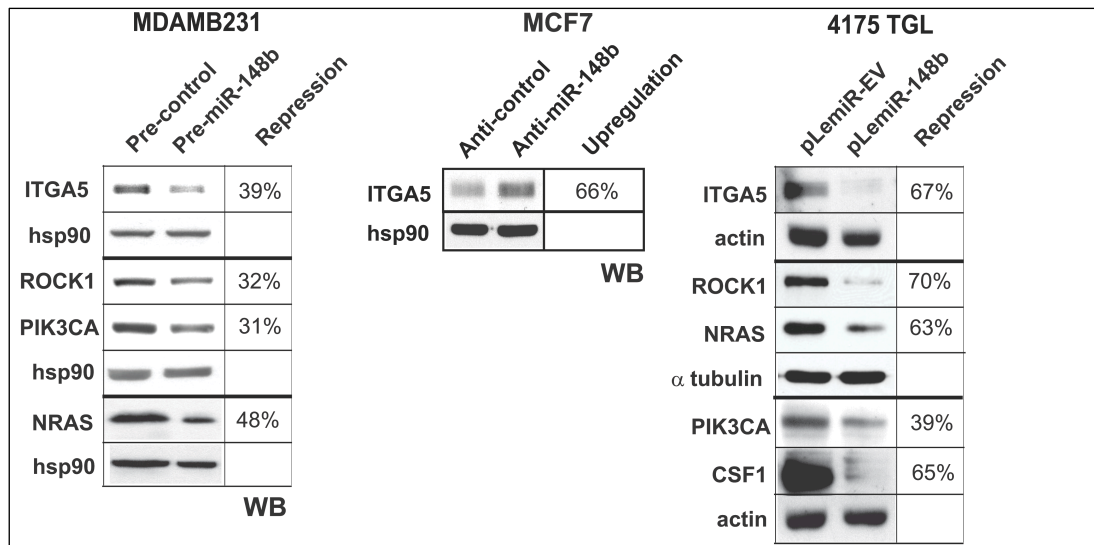 MDAMB231
Pre-control
Pre-miR-148b
Repression
ITGA5 39%
hsp90
ROCK1 32%
PIK3CA 31%
hsp90
NRAS 48%
hsp90
WB
MCF7
Anti-control
Anti-miR-148b
Upregulation
ITGA5 66%
hsp90
WB
4175 TGL
pLemiR-EV
pLemiR-148b
Repression
ITGA5 67%
actin
ROCK1 70%
NRAS 63%
α tubulin
PIK3CA 39%
CSF1 65%
actin